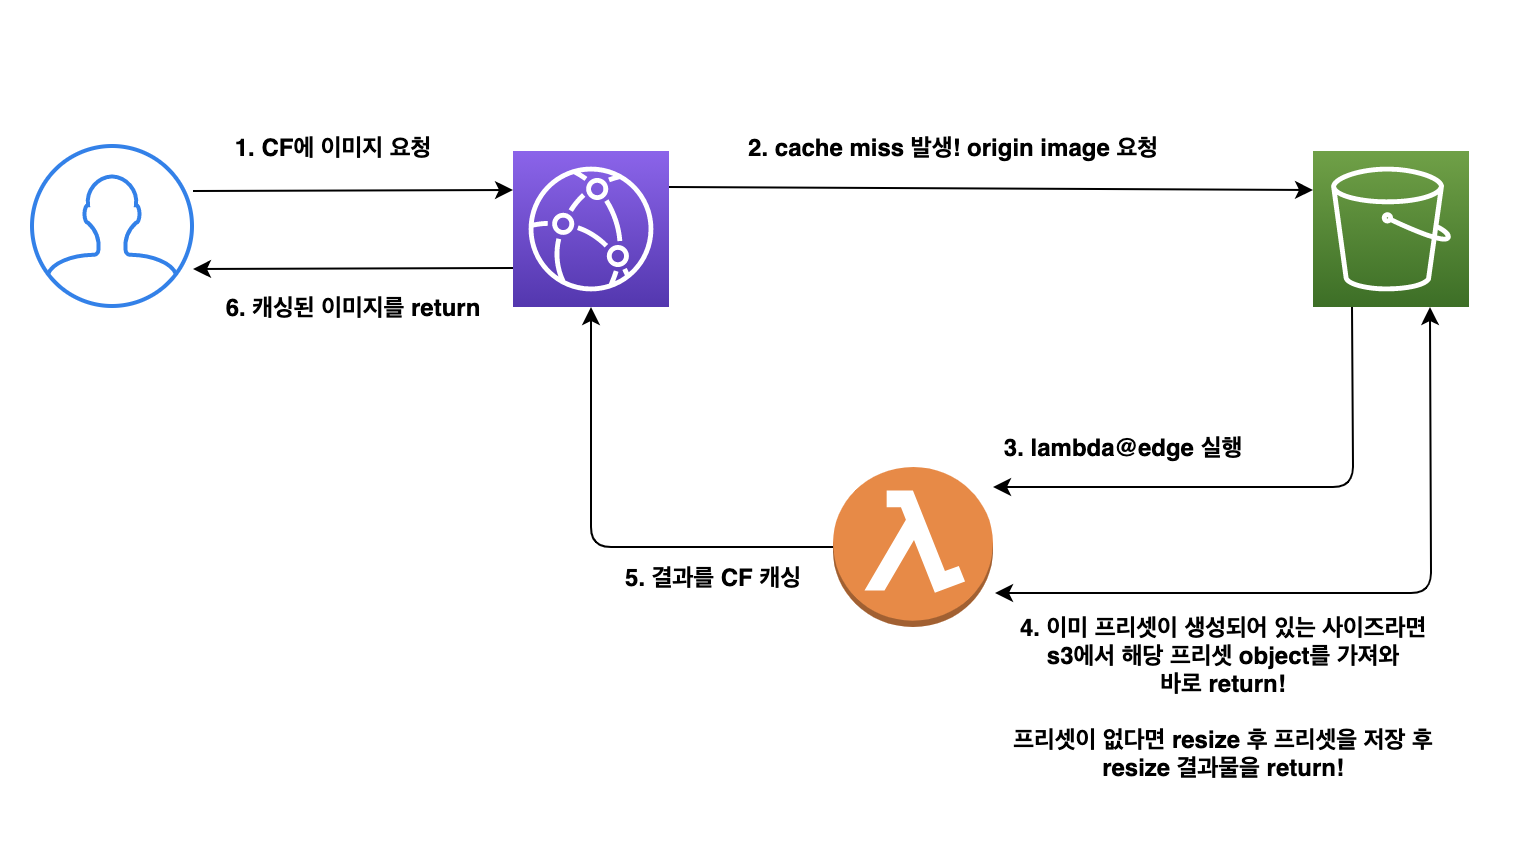 1. CF에 이미지 요청
2. cache miss 발생! origin image 요청
6. 캐싱된 이미지를 return
3. lambda@edge 실행
5. 결과를 CF 캐싱
4. 이미 프리셋이 생성되어 있는 사이즈라면
s3에서 해당 프리셋 object를 가져와
바로 return!
프리셋이 없다면 resize 후 프리셋을 저장 후
resize 결과물을 return!